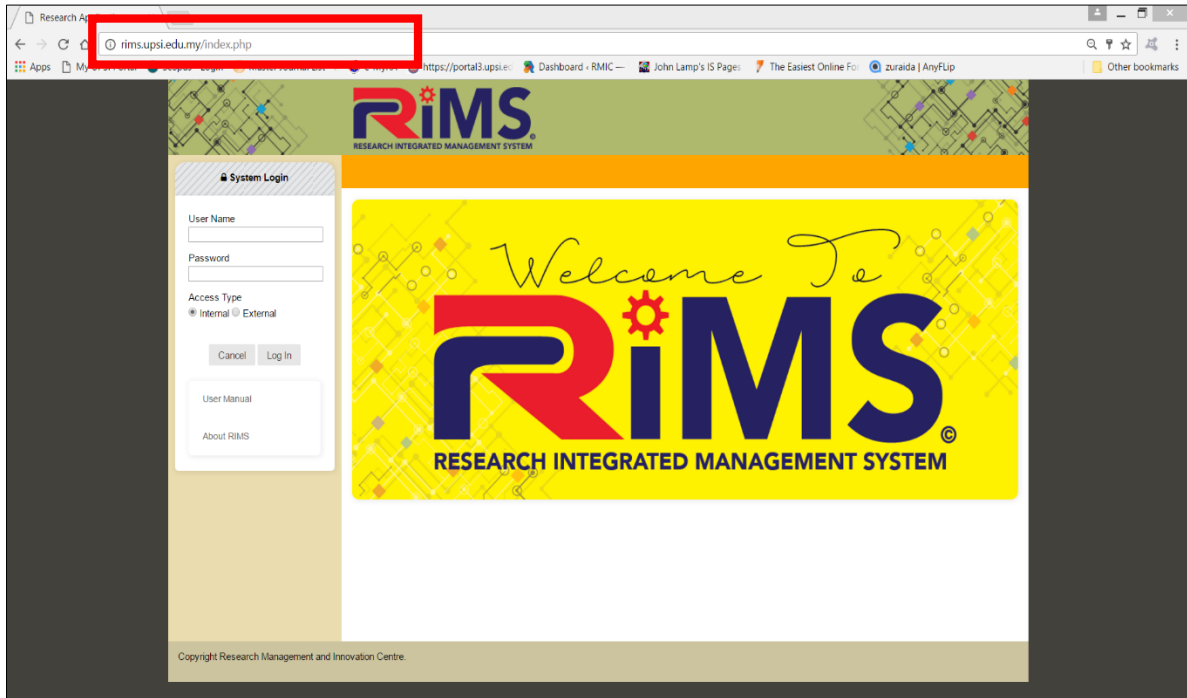 Research Ap
rims.upsi.edu.my/index.php
Apps My
https://portal3.upsi.ec Dashboard ‹ RMIC — John Lamp's IS Pages The Easiest Online Fo zuraida | AnyFLip Other bookmarks
RiMS
RESEARCH INTEGRATED MANAGEMENT SYSTEM
System Login
User Name
Password
Access Type
Internal External
Cancel Log In
User Manual
About RIMS
Welcome To
RiMS©
RESEARCH INTEGRATED MANAGEMENT SYSTEM
Copyright Research Management and Innovation Centre.